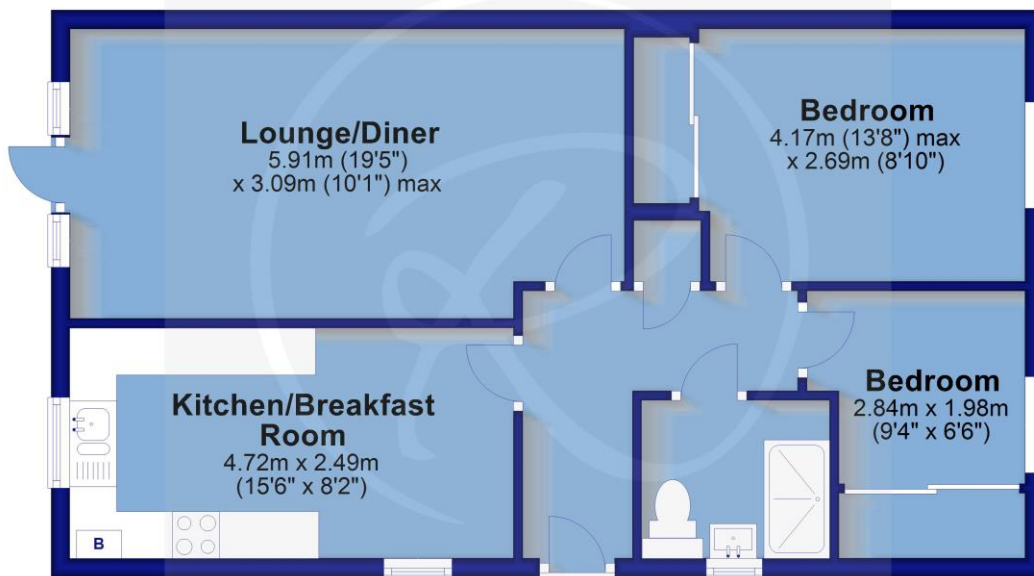 Lounge/Diner
5.91m (19'5")
x 3.09m (10'1") max
Bedroom
4.17m (13'8") max
x 2.69m (8'10")
Kitchen/Breakfast
Room
4.72m x 2.49m
(15'6" x 8'2")
Bedroom
2.84m x 1.98m
(9'4" x 6'6")
B